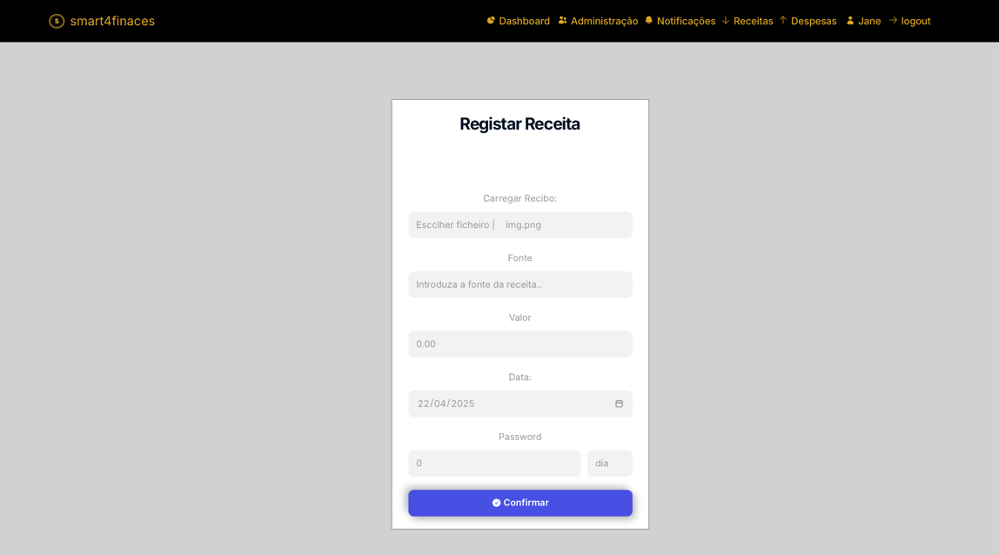 $ smart4finaces Dashboard Administração Notificações Receitas Despesas Jane logout
Registar Receita
Carregar Recibo:
Escclher ficheiro | img.png
Fonte
Introduza a fonte da receita..
Valor
0.00
Data:
22/04/2025
Password
0 dia
Confirmar